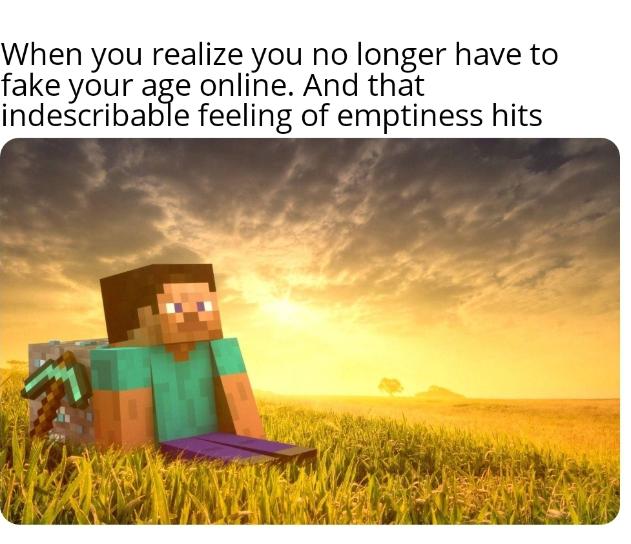 When you realize you no longer have to
fake your age online. And that
indescribable feeling of emptiness hits